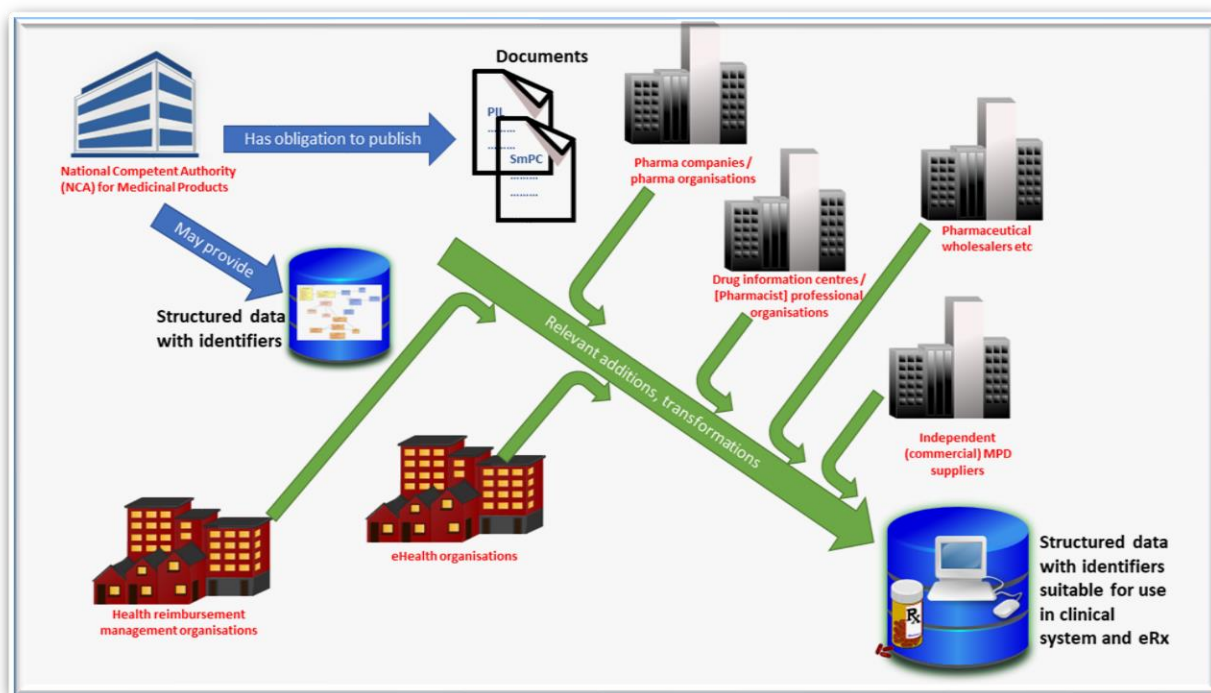 Documents
PIL
SmPC
Has obligation to publish
National Competent Authority
(NCA) for Medicinal Products
May provide
Structured data
with identifiers
Pharma companies /
pharma organisations
Drug information centres /
[Pharmacist] professional
organisations
Pharmaceutical
wholesalers etc
Independent
(commercial) MPD
suppliers
Relevant additions, transformations
eHealth organisations
Health reimbursement
management organisations
Rx
Structured data
with identifiers
suitable for use
in clinical
system and eRx